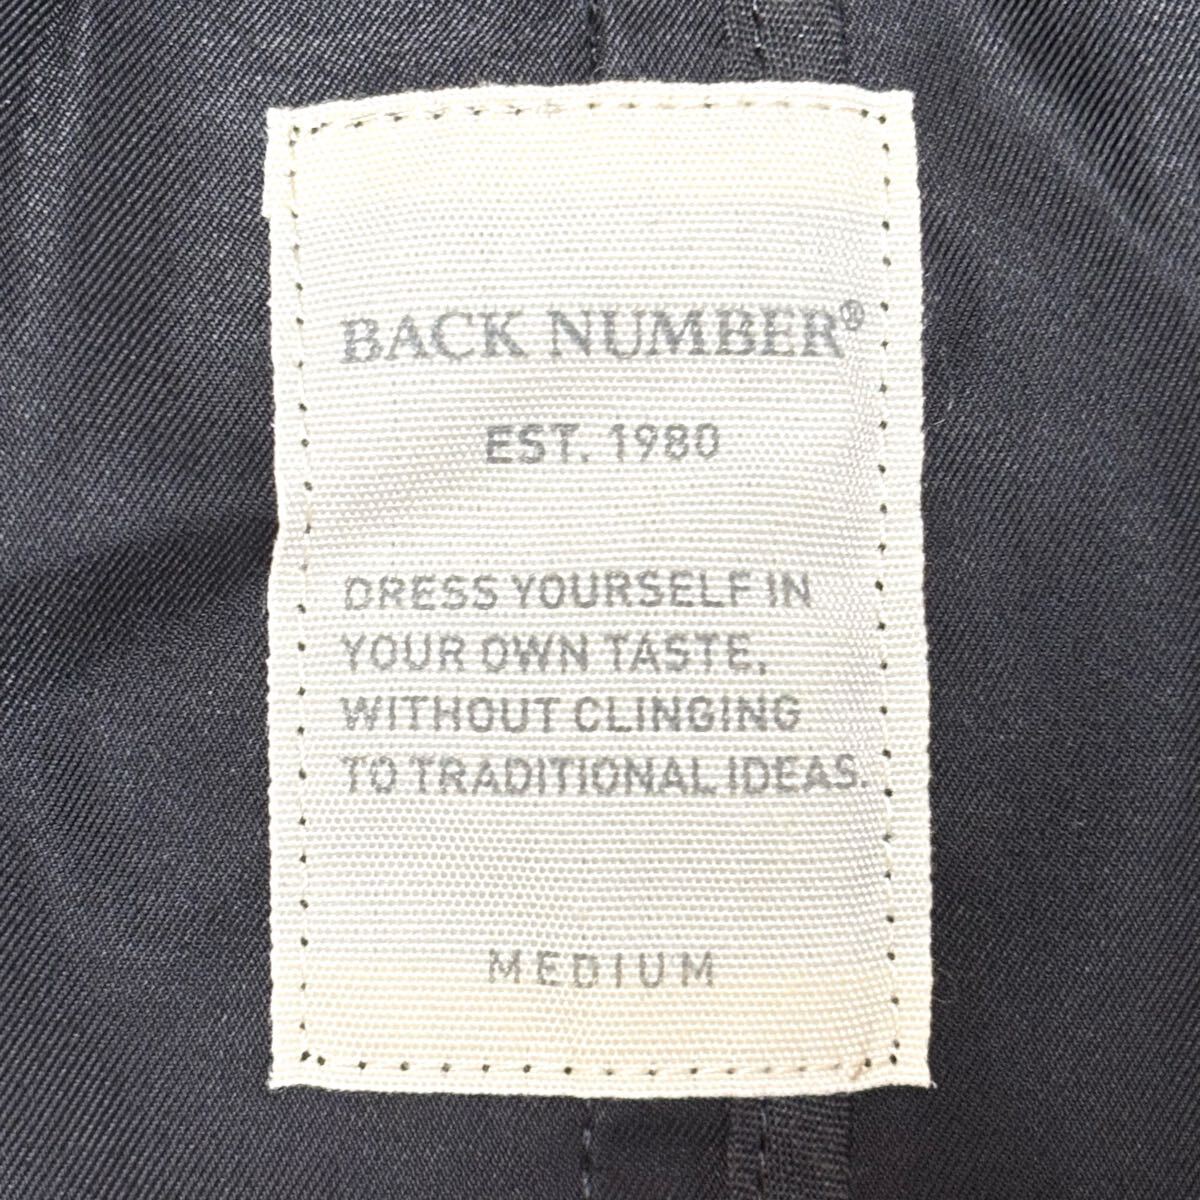 BACK NUMBER®
EST. 1980
DRESS YOURSELF IN
YOUR OWN TASTE,
WITHOUT CLINGING
TO TRADITIONAL IDEAS.
MEDIUM